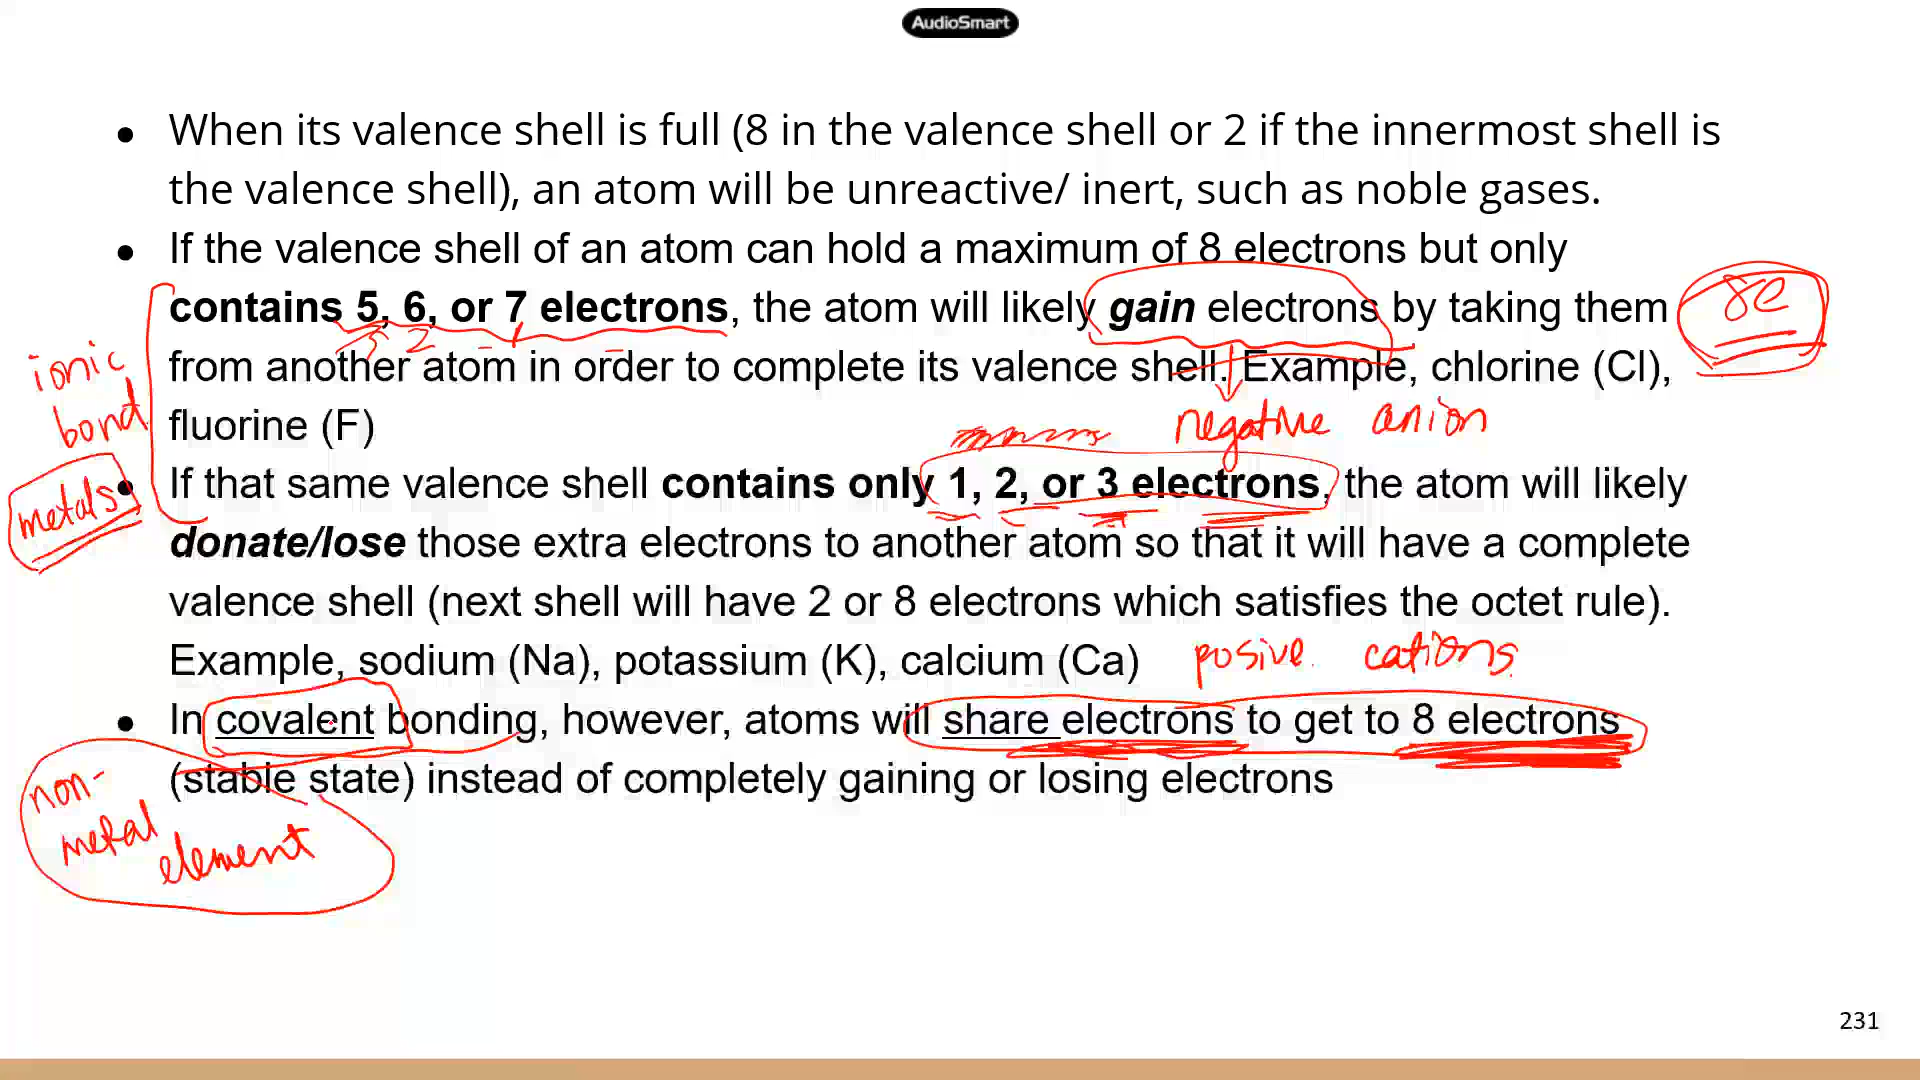 AudioSmart
• When its valence shell is full (8 in the valence shell or 2 if the innermost shell is
the valence shell), an atom will be unreactive/ inert, such as noble gases.
• If the valence shell of an atom can hold a maximum of 8 electrons but only
contains 5, 6, or 7 electrons, the atom will likely gain electrons by taking them
8e
3 2 1
from another atom in order to complete its valence shell. Example, chlorine (Cl),
fluorine (F)
negative anion
ionic
bond
metals
• If that same valence shell contains only 1, 2, or 3 electrons, the atom will likely
donate/lose those extra electrons to another atom so that it will have a complete
valence shell (next shell will have 2 or 8 electrons which satisfies the octet rule).
Example, sodium (Na), potassium (K), calcium (Ca)
posive cations
• In covalent bonding, however, atoms will share electrons to get to 8 electrons
(stable state) instead of completely gaining or losing electrons
non-
metal
element
231